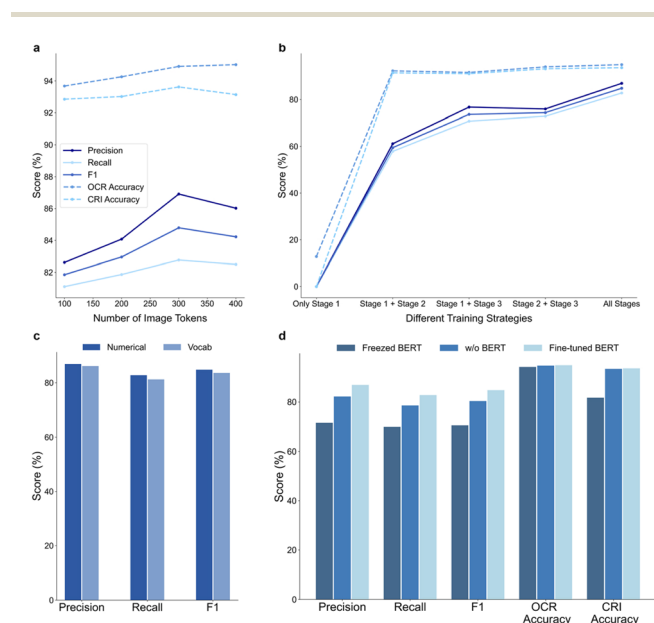 a
94
92
90
88
86
84
82
Score (%)
Precision
Recall
F1
OCR Accuracy
CRI Accuracy
100 150 200 250 300 350 400
Number of Image Tokens
b
80
60
40
20
0
Score (%)
Only Stage 1 Stage 1 + Stage 2 Stage 1 + Stage 3 Stage 2 + Stage 3 All Stages
Different Training Strategies
c
Numerical Vocab
80
60
40
20
0
Score (%)
Precision Recall F1
d
Freezed BERT w/o BERT Fine-tuned BERT
80
60
40
20
0
Score (%)
Precision Recall F1 OCR Accuracy CRI Accuracy